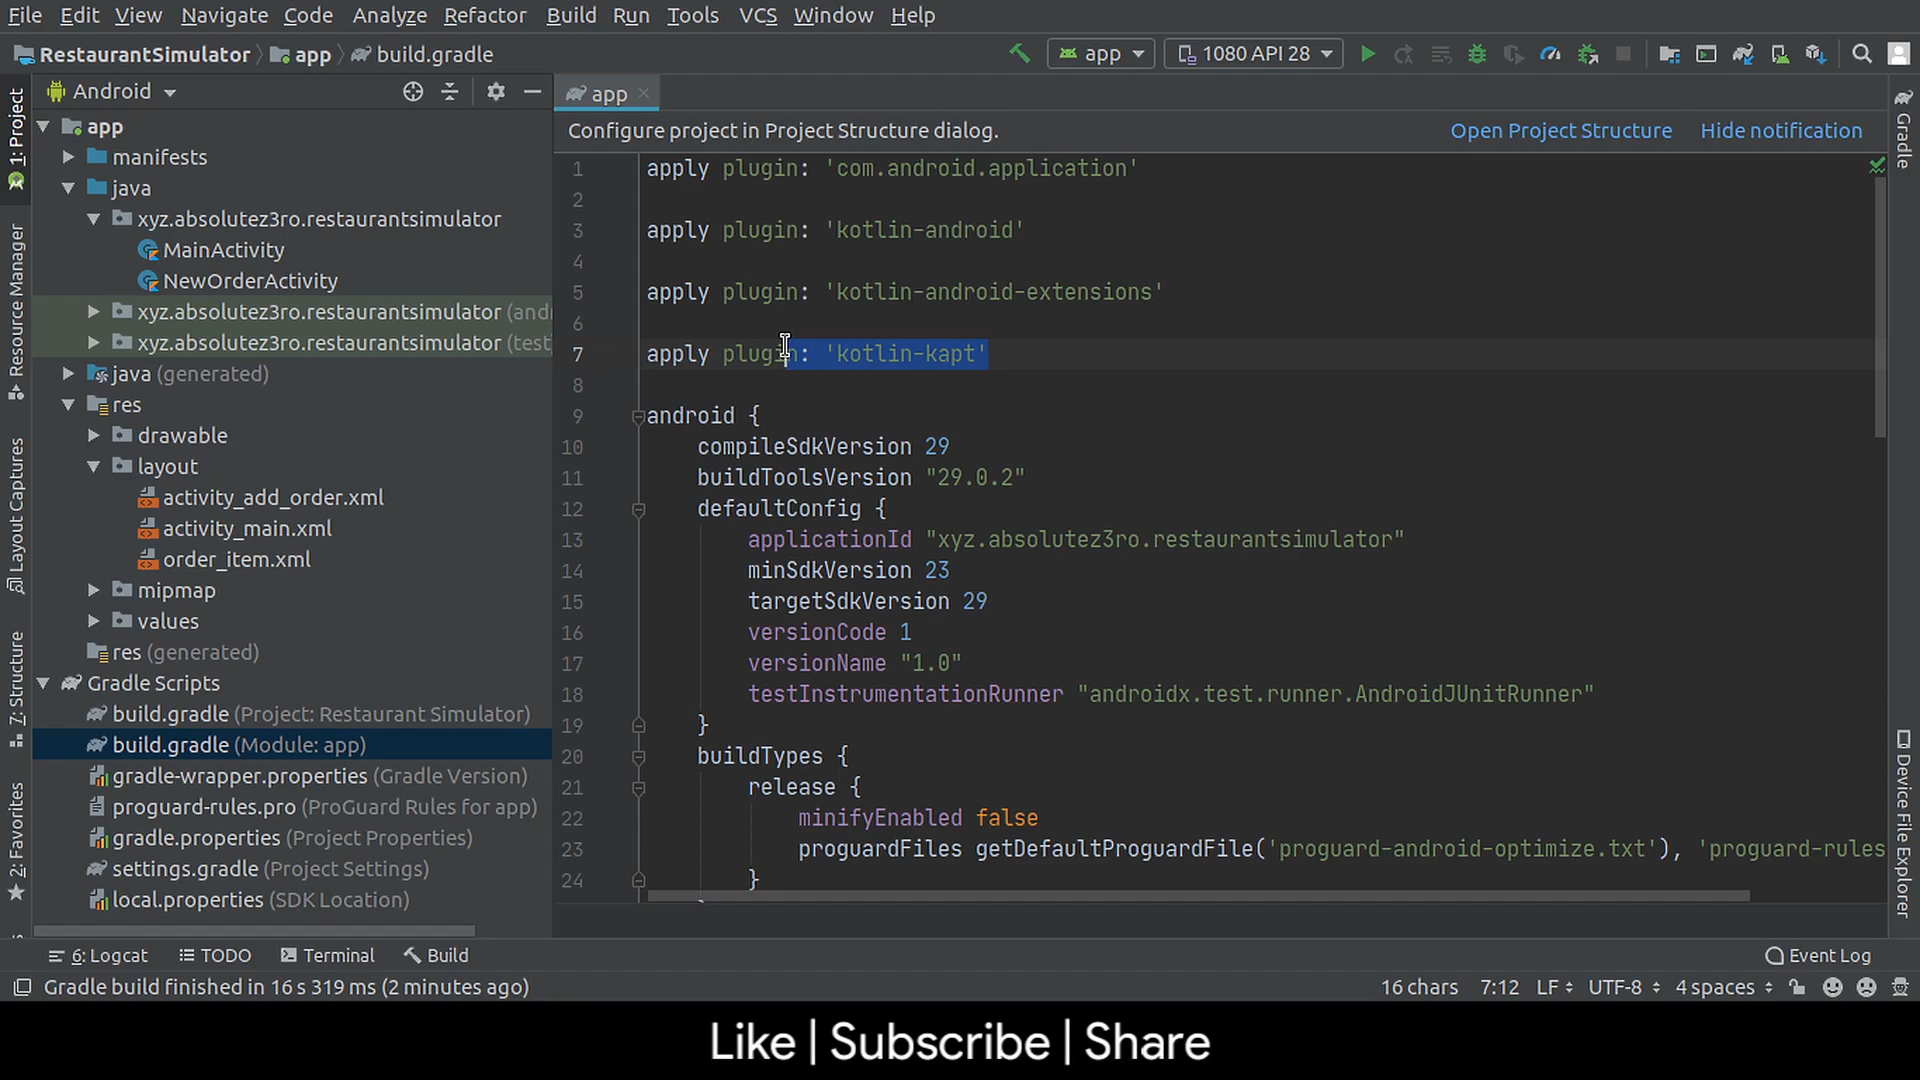 File Edit View Navigate Code Analyze Refactor Build Run Tools VCS Window Help
RestaurantSimulator app build.gradle app 1080 API 28
Android
app
Configure project in Project Structure dialog. Open Project Structure Hide notification
1: Project
Resource Manager
Layout Captures
7: Structure
2: Favorites
app
manifests
java
xyz.absolutez3ro.restaurantsimulator
MainActivity
NewOrderActivity
xyz.absolutez3ro.restaurantsimulator (and
xyz.absolutez3ro.restaurantsimulator (test
java (generated)
res
drawable
layout
activity_add_order.xml
activity_main.xml
order_item.xml
mipmap
values
res (generated)
Gradle Scripts
build.gradle (Project: Restaurant Simulator)
build.gradle (Module: app)
gradle-wrapper.properties (Gradle Version)
proguard-rules.pro (ProGuard Rules for app)
gradle.properties (Project Properties)
settings.gradle (Project Settings)
local.properties (SDK Location)
1 apply plugin: 'com.android.application'
2
3 apply plugin: 'kotlin-android'
4
5 apply plugin: 'kotlin-android-extensions'
6
7 apply plugin: 'kotlin-kapt'
8
9 android {
10 compileSdkVersion 29
11 buildToolsVersion "29.0.2"
12 defaultConfig {
13 applicationId "xyz.absolutez3ro.restaurantsimulator"
14 minSdkVersion 23
15 targetSdkVersion 29
16 versionCode 1
17 versionName "1.0"
18 testInstrumentationRunner "androidx.test.runner.AndroidJUnitRunner"
19 }
20 buildTypes {
21 release {
22 minifyEnabled false
23 proguardFiles getDefaultProguardFile('proguard-android-optimize.txt'), 'proguard-rules
24 }
Gradle
Device File Explorer
6: Logcat TODO Terminal Build Event Log
Gradle build finished in 16 s 319 ms (2 minutes ago) 16 chars 7:12 LF UTF-8 4 spaces
Like | Subscribe | Share